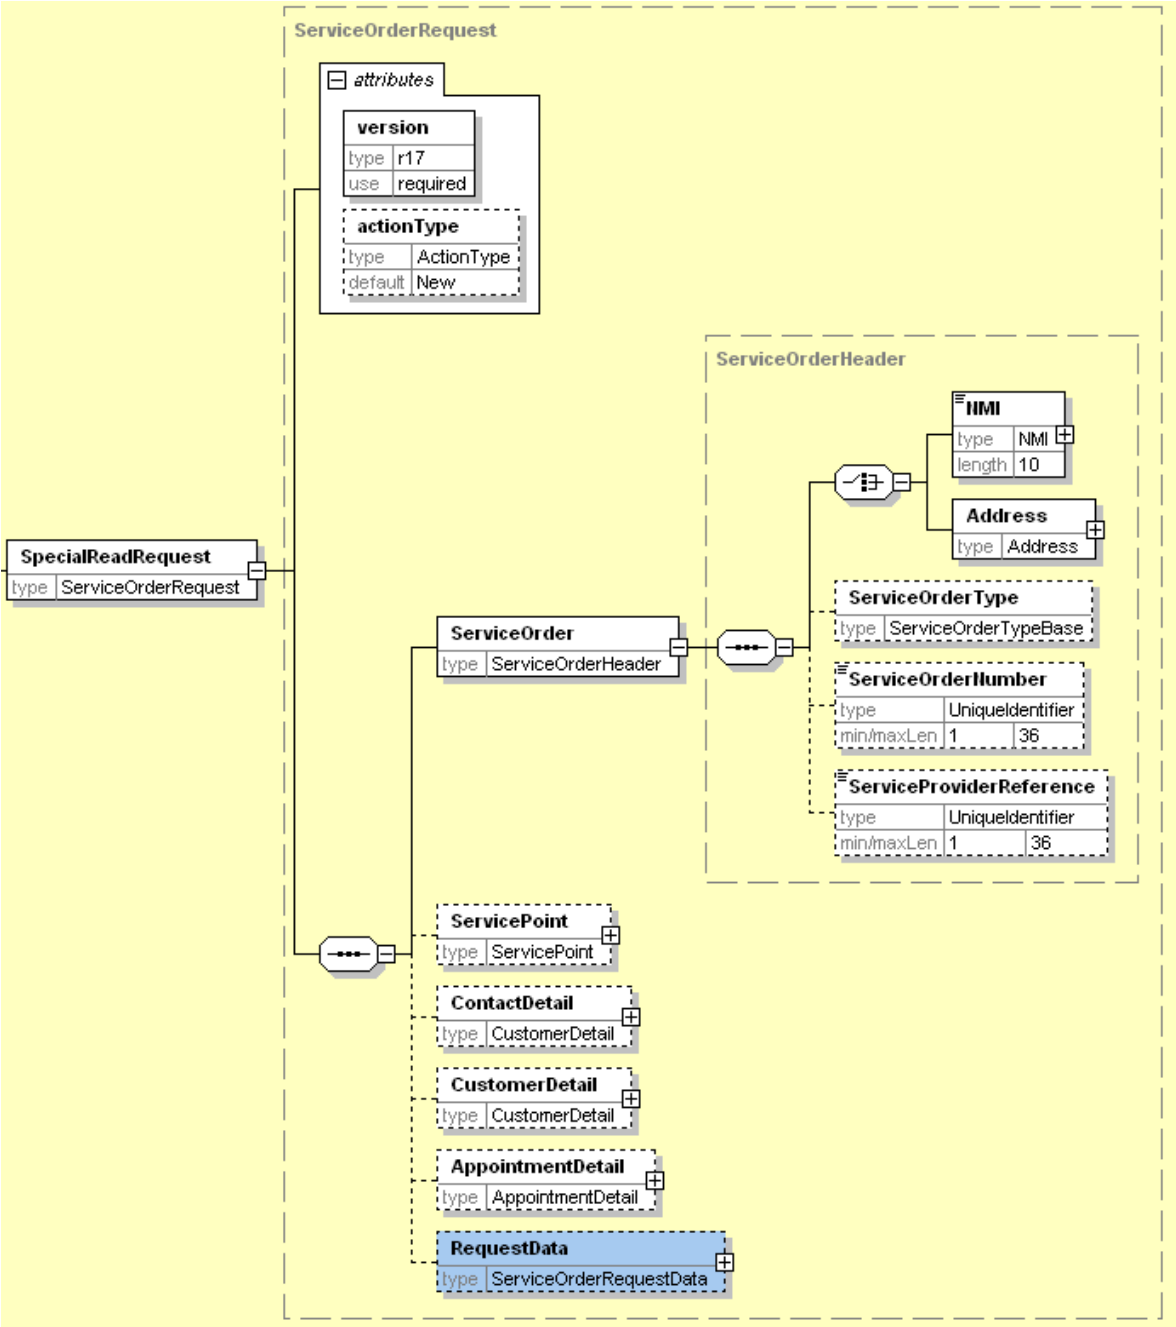 ServiceOrderRequest
attributes
version
type r17
use required
actionType
type ActionType
default New
ServiceOrderHeader
NMI
type NMI
length 10
Address
type Address
SpecialReadRequest
type ServiceOrderRequest
ServiceOrder
type ServiceOrderHeader
ServiceOrderType
type ServiceOrderTypeBase
ServiceOrderNumber
type UniqueIdentifier
min/maxLen 1 36
ServiceProviderReference
type UniqueIdentifier
min/maxLen 1 36
ServicePoint
type ServicePoint
ContactDetail
type CustomerDetail
CustomerDetail
type CustomerDetail
AppointmentDetail
type AppointmentDetail
RequestData
type ServiceOrderRequestData